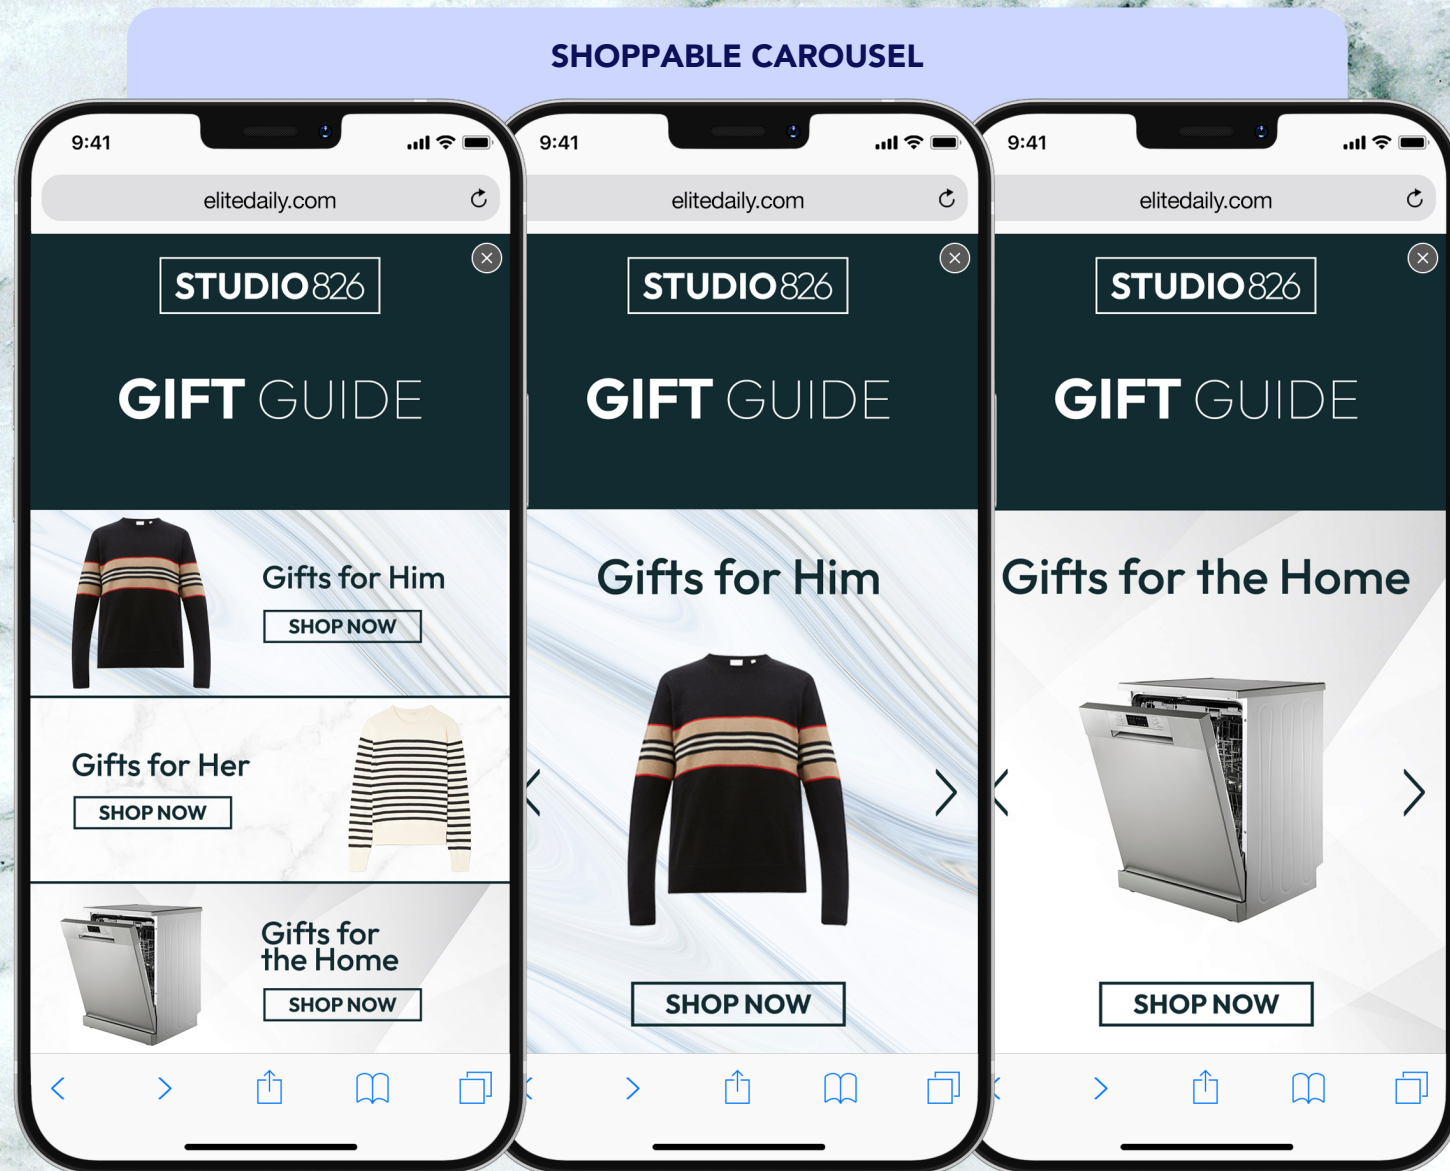 SHOPPABLE CAROUSEL
9:41
elitedaily.com
STUDIO826
GIFT GUIDE
Gifts for Him
SHOP NOW
Gifts for Her
SHOP NOW
Gifts for
the Home
SHOP NOW
9:41
elitedaily.com
STUDIO826
GIFT GUIDE
Gifts for Him
SHOP NOW
9:41
elitedaily.com
STUDIO826
GIFT GUIDE
Gifts for the Home
SHOP NOW